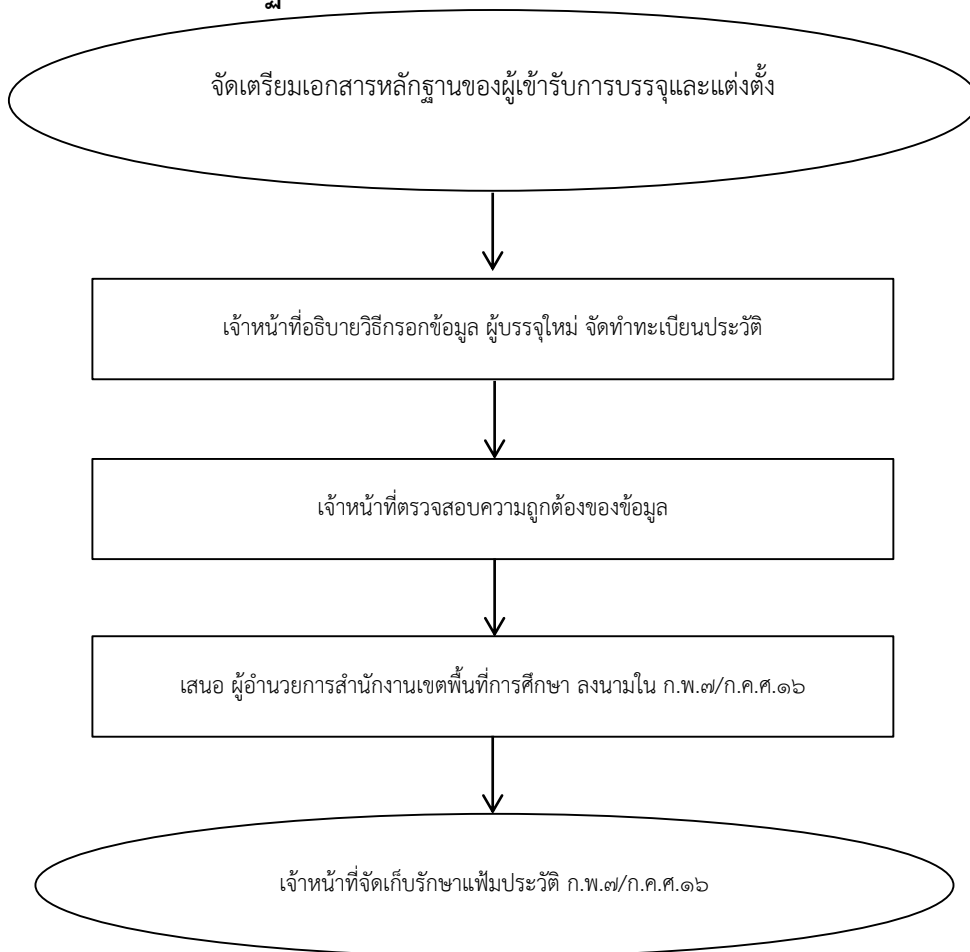 จัดเตรียมเอกสารหลักฐานของผู้เข้ารับการบรรจุและแต่งตั้ง
เจ้าหน้าที่อธิบายวิธีกรอกข้อมูล ผู้บรรจุใหม่ จัดทำทะเบียนประวัติ
เจ้าหน้าที่ตรวจสอบความถูกต้องของข้อมูล
เสนอ ผู้อำนวยการสำนักงานเขตพื้นที่การศึกษา ลงนามใน ก.พ.๗/ก.ค.ศ.๑๖
เจ้าหน้าที่จัดเก็บรักษาแฟ้มประวัติ ก.พ.๗/ก.ค.ศ.๑๖